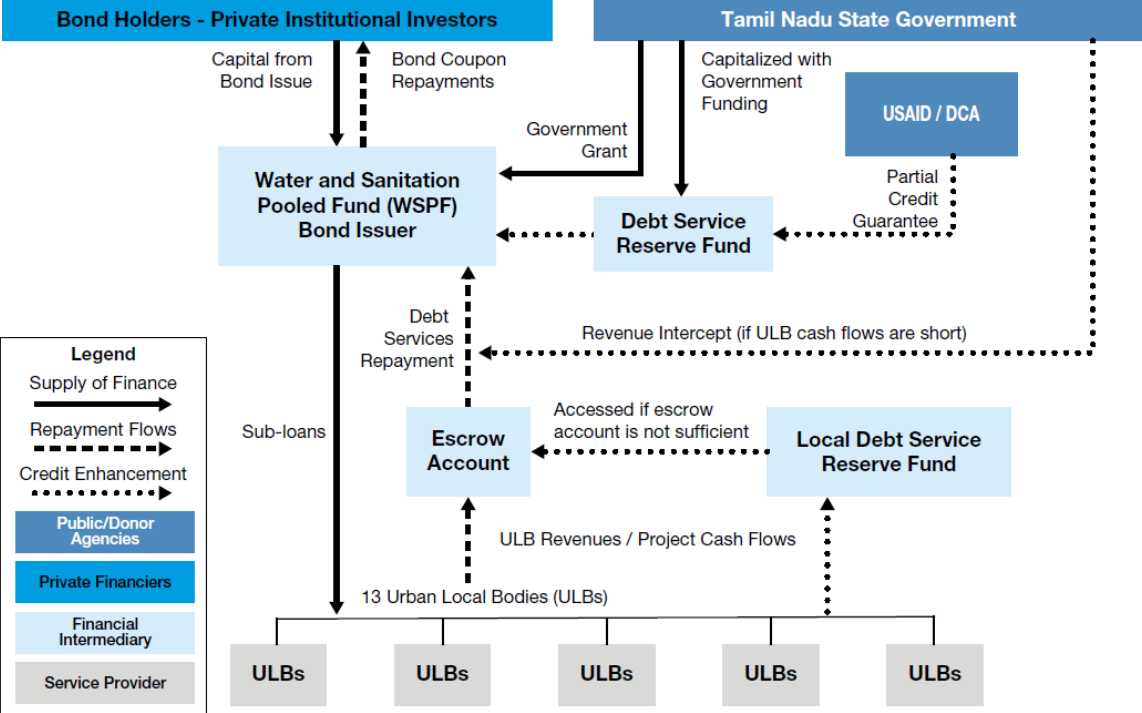 Bond Holders - Private Institutional Investors
Tamil Nadu State Government
Capital from
Bond Issue
Bond Coupon
Repayments
Capitalized with
Government
Funding
USAID / DCA
Government
Grant
Partial
Credit
Guarantee
Water and Sanitation
Pooled Fund (WSPF)
Bond Issuer
Debt Service
Reserve Fund
Debt
Services
Repayment
Revenue Intercept (if ULB cash flows are short)
Legend
Supply of Finance
Repayment Flows
Credit Enhancement
Public/Donor
Agencies
Private Financiers
Financial
Intermediary
Service Provider
Sub-loans
Escrow
Account
Accessed if escrow
account is not sufficient
Local Debt Service
Reserve Fund
ULB Revenues / Project Cash Flows
13 Urban Local Bodies (ULBs)
ULBs
ULBs
ULBs
ULBs
ULBs